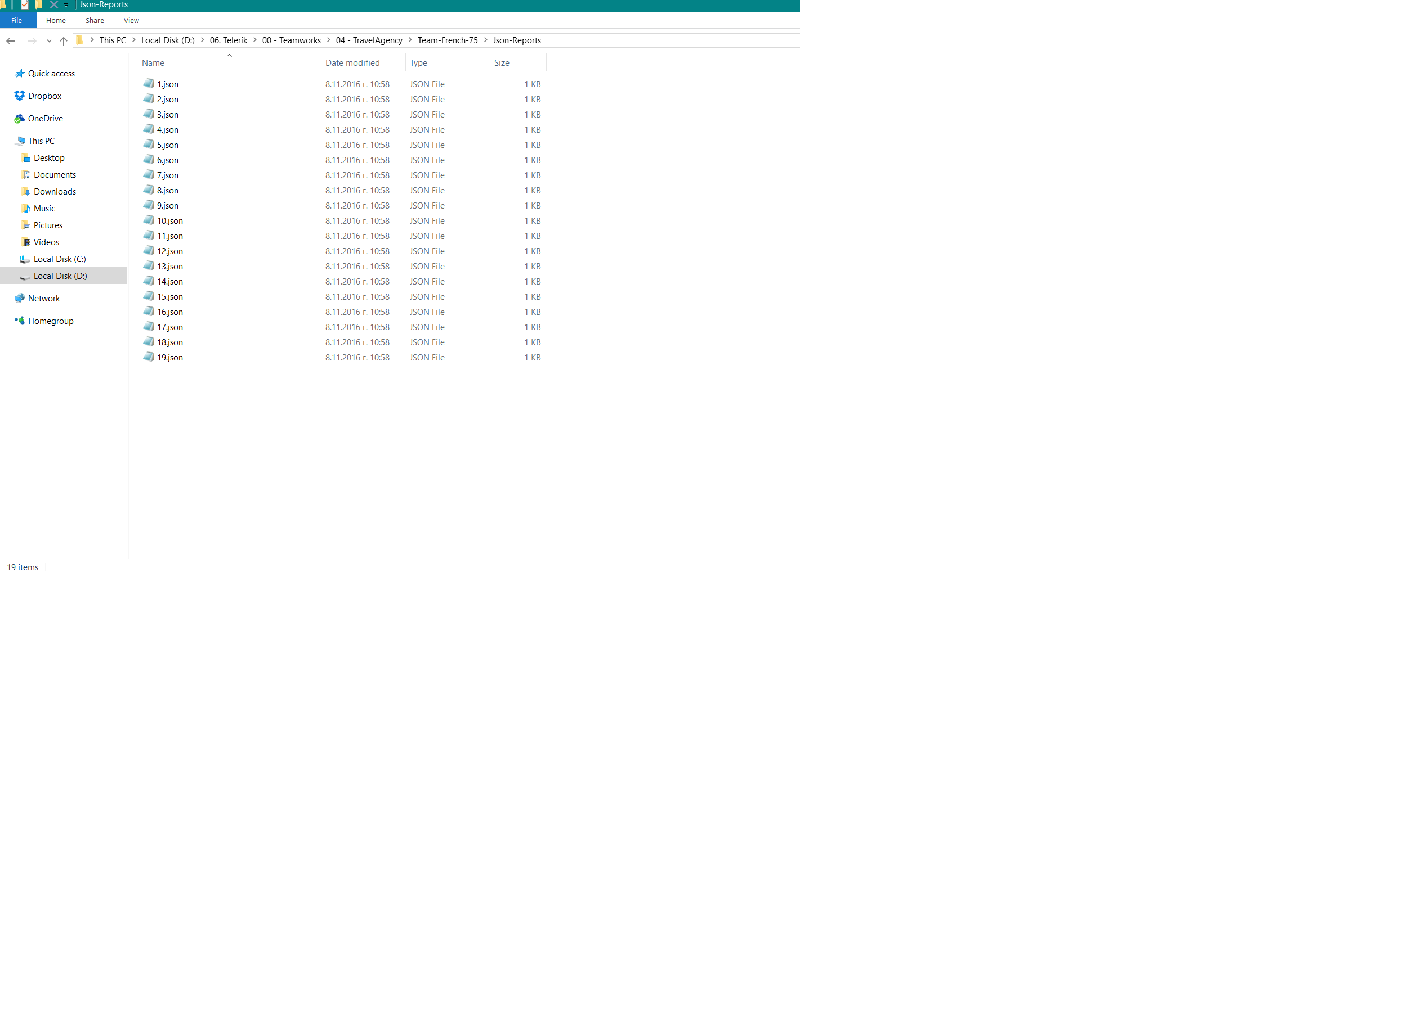 Json-Reports
File Home Share View
This PC > Local Disk (D:) > 06. Telerik > 00 - Teamworks > 04 - TravelAgency > Team-French-75 > Json-Reports
Name Date modified Type Size
Quick access
Dropbox
OneDrive
This PC
Desktop
Documents
Downloads
Music
Pictures
Videos
Local Disk (C:)
Local Disk (D:)
Network
Homegroup
1.json 8.11.2016 г. 10:58 JSON File 1 KB
2.json 8.11.2016 г. 10:58 JSON File 1 KB
3.json 8.11.2016 г. 10:58 JSON File 1 KB
4.json 8.11.2016 г. 10:58 JSON File 1 KB
5.json 8.11.2016 г. 10:58 JSON File 1 KB
6.json 8.11.2016 г. 10:58 JSON File 1 KB
7.json 8.11.2016 г. 10:58 JSON File 1 KB
8.json 8.11.2016 г. 10:58 JSON File 1 KB
9.json 8.11.2016 г. 10:58 JSON File 1 KB
10.json 8.11.2016 г. 10:58 JSON File 1 KB
11.json 8.11.2016 г. 10:58 JSON File 1 KB
12.json 8.11.2016 г. 10:58 JSON File 1 KB
13.json 8.11.2016 г. 10:58 JSON File 1 KB
14.json 8.11.2016 г. 10:58 JSON File 1 KB
15.json 8.11.2016 г. 10:58 JSON File 1 KB
16.json 8.11.2016 г. 10:58 JSON File 1 KB
17.json 8.11.2016 г. 10:58 JSON File 1 KB
18.json 8.11.2016 г. 10:58 JSON File 1 KB
19.json 8.11.2016 г. 10:58 JSON File 1 KB
19 items